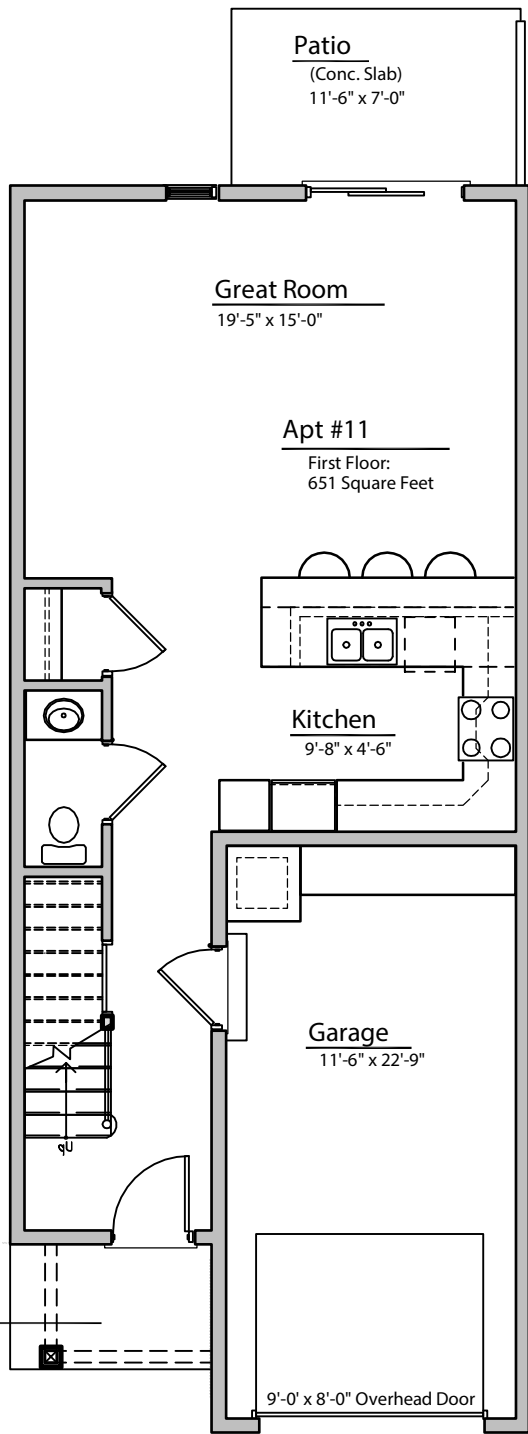 Patio
(Conc. Slab)
11'-6" x 7'-0"
Great Room
19'-5" x 15'-0"
Apt #11
First Floor:
651 Square Feet
Kitchen
9'-8" x 4'-6"
Garage
11'-6" x 22'-9"
up
9'-0' x 8'-0" Overhead Door